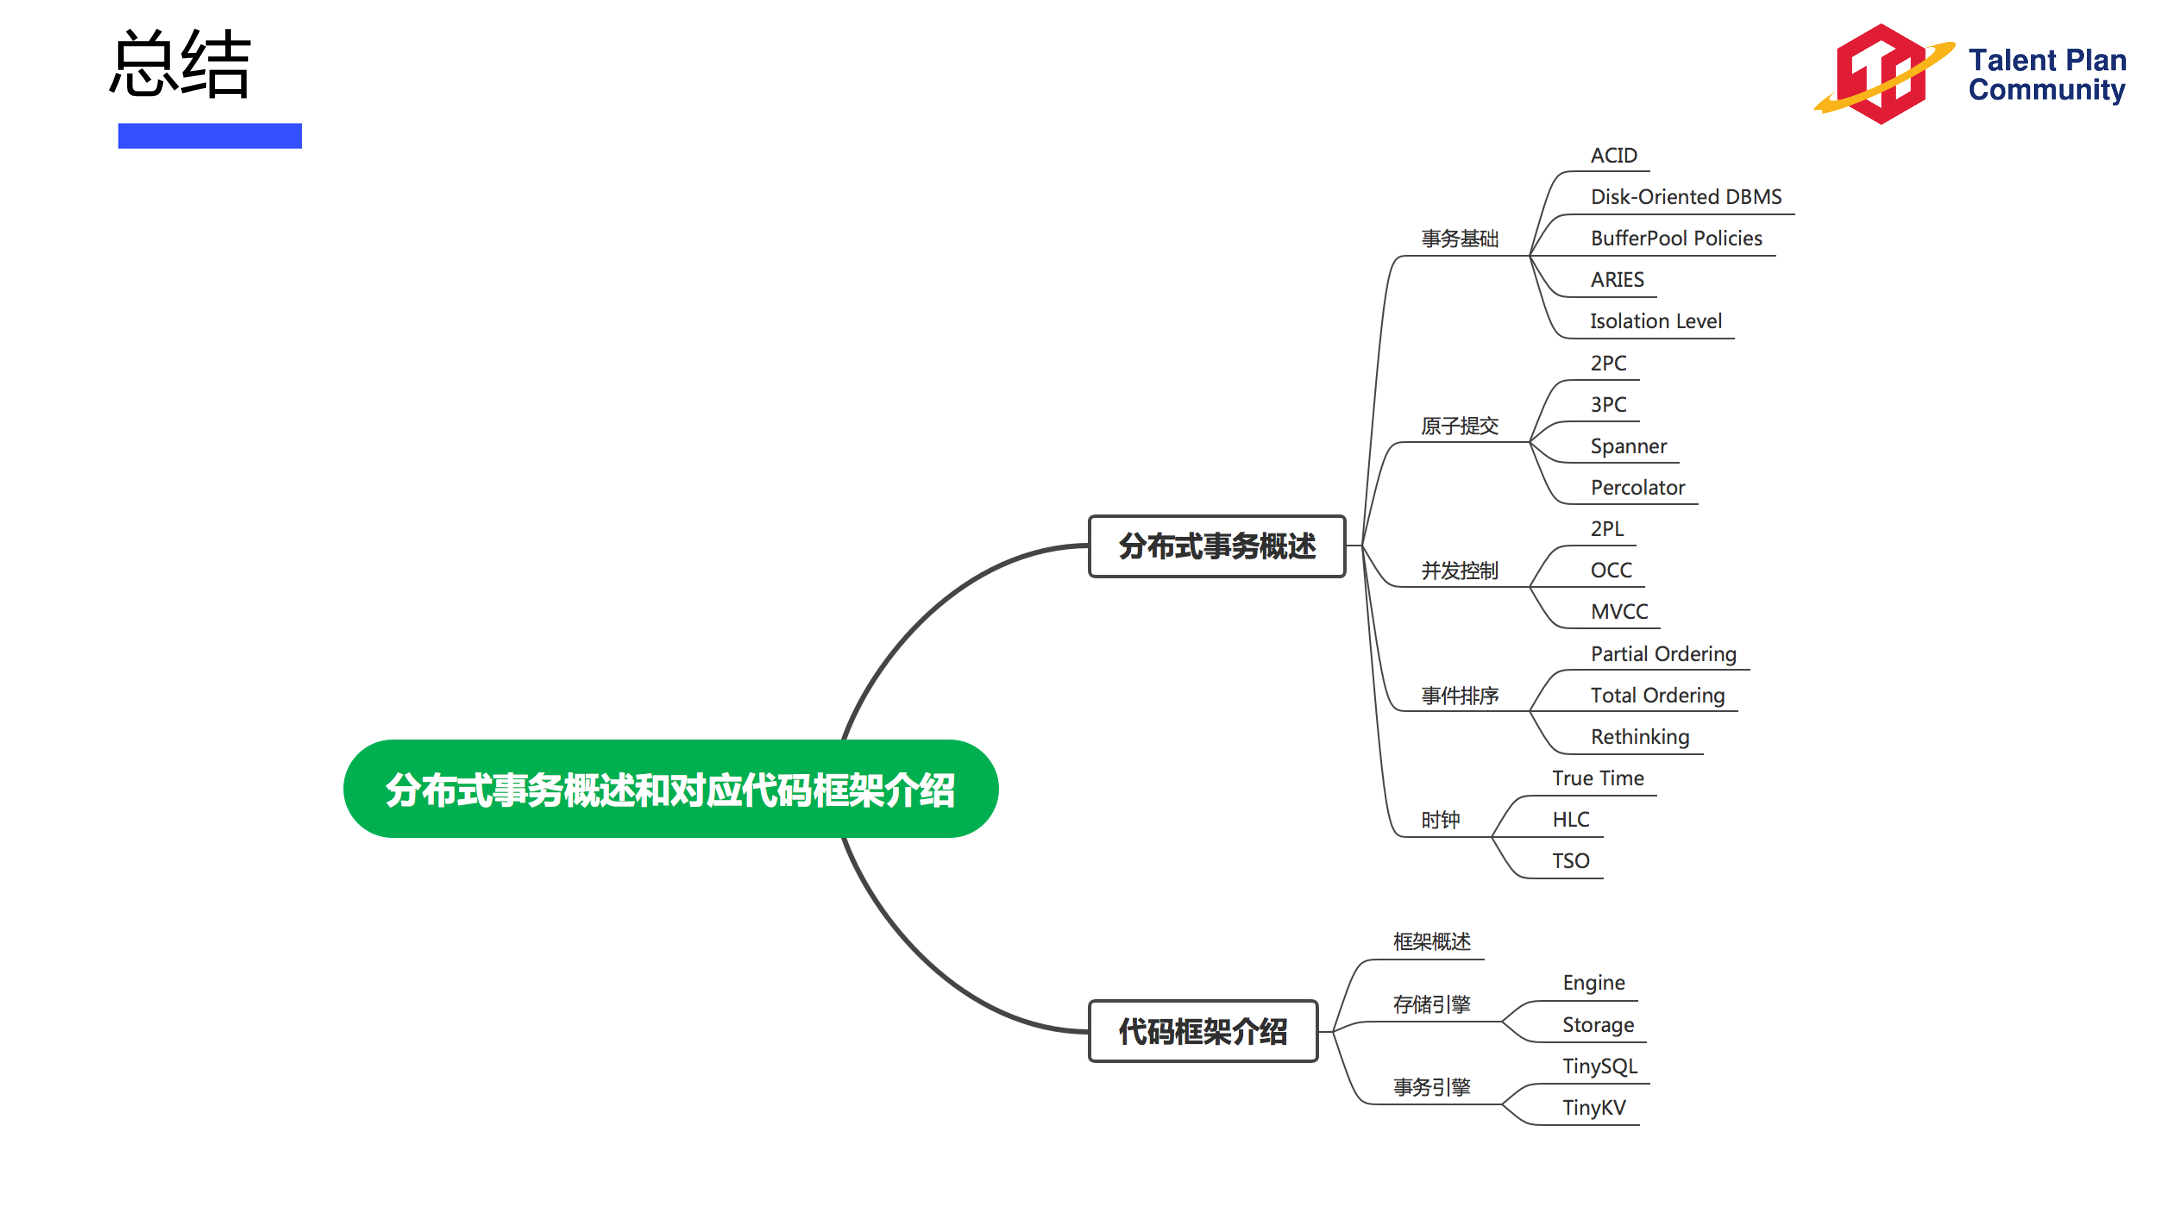 总结
Talent Plan
Community
分布式事务概述和对应代码框架介绍
分布式事务概述
事务基础
ACID
Disk-Oriented DBMS
BufferPool Policies
ARIES
Isolation Level
原子提交
2PC
3PC
Spanner
Percolator
并发控制
2PL
OCC
MVCC
事件排序
Partial Ordering
Total Ordering
Rethinking
时钟
True Time
HLC
TSO
代码框架介绍
框架概述
存储引擎
Engine
Storage
事务引擎
TinySQL
TinyKV